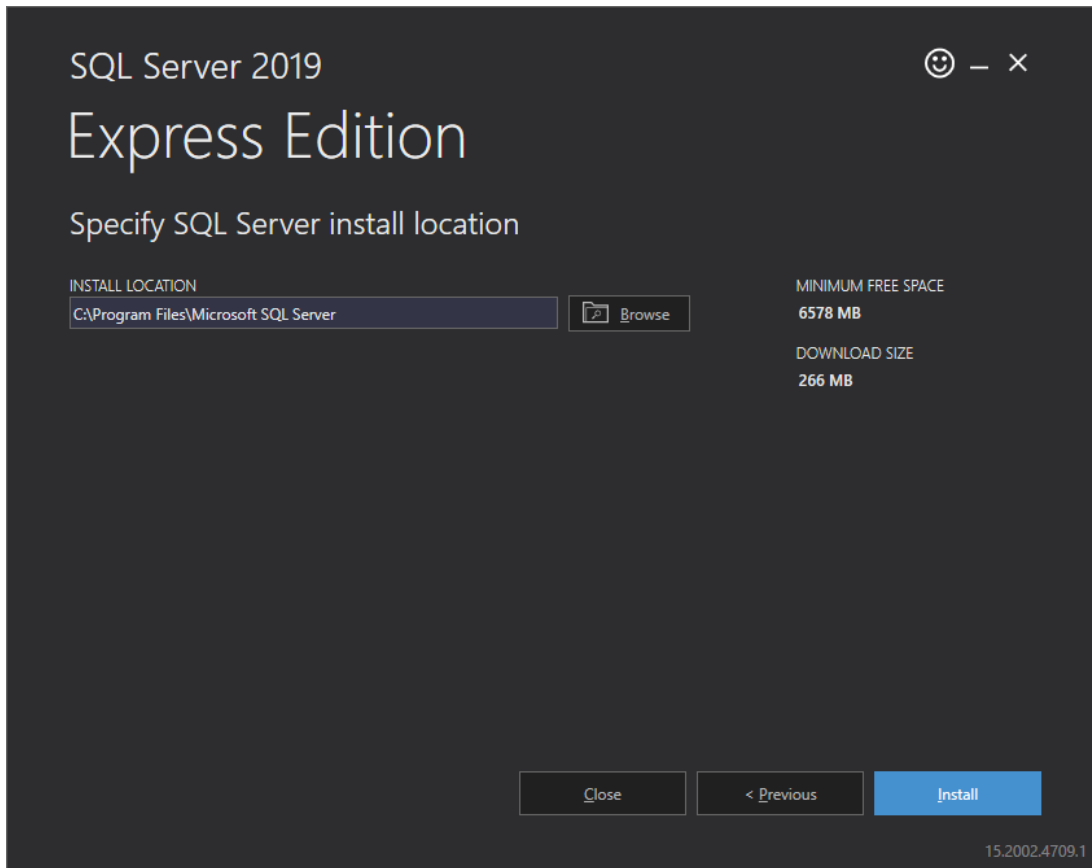 SQL Server 2019
Express Edition
Specify SQL Server install location
INSTALL LOCATION
C:\Program Files\Microsoft SQL Server
Browse
MINIMUM FREE SPACE
6578 MB
DOWNLOAD SIZE
266 MB
Close
< Previous
Install
15.2002.4709.1